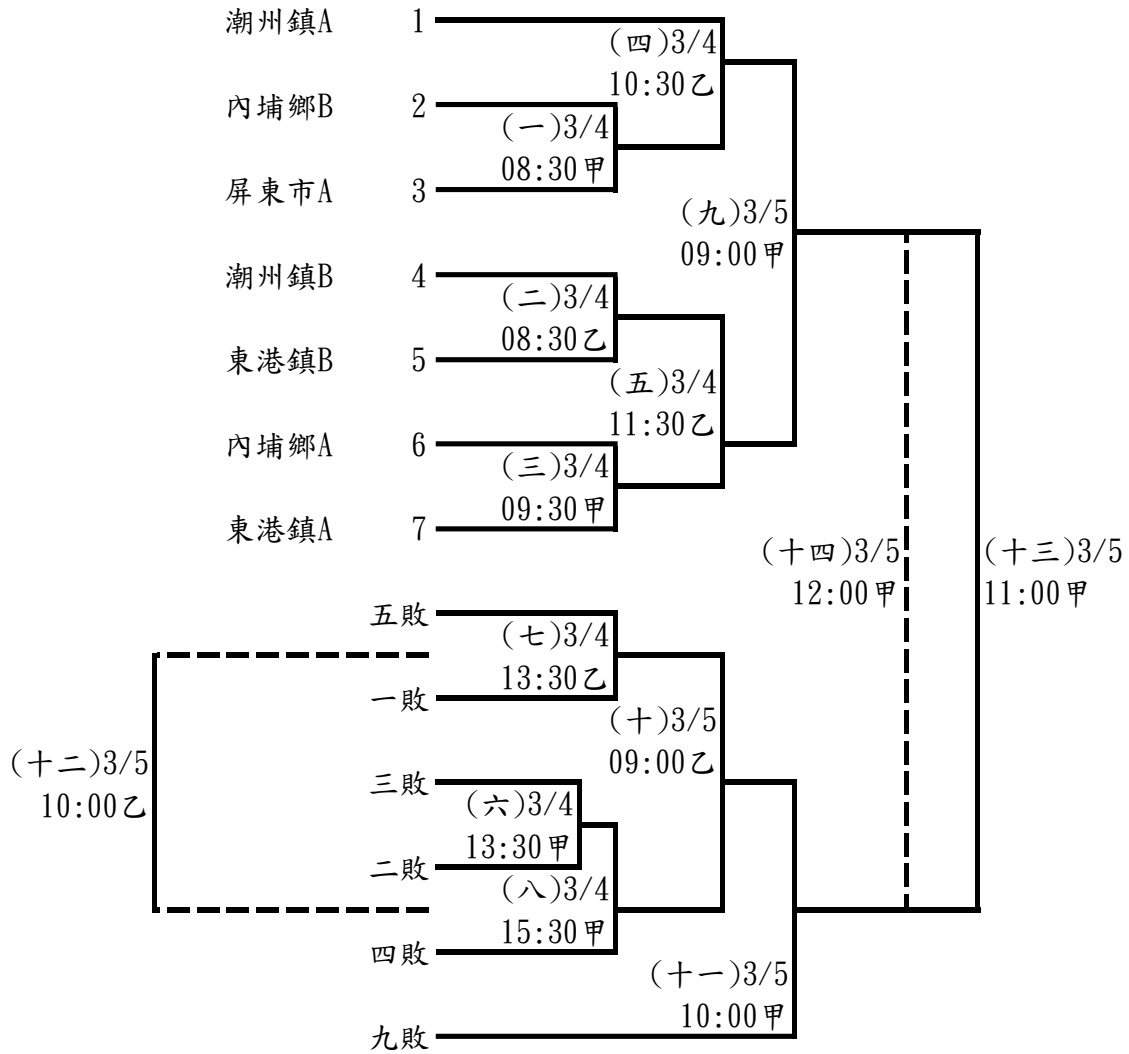 潮州鎮A 1
(四)3/4
10:30乙
內埔鄉B 2
(一)3/4
08:30甲
屏東市A 3
(九)3/5
09:00甲
潮州鎮B 4
(二)3/4
08:30乙
東港鎮B 5
(五)3/4
11:30乙
內埔鄉A 6
(三)3/4
09:30甲
東港鎮A 7
(十四)3/5
12:00甲
(十三)3/5
11:00甲
五敗
(七)3/4
13:30乙
一敗
(十)3/5
09:00乙
(十二)3/5
10:00乙
三敗
(六)3/4
13:30甲
二敗
(八)3/4
15:30甲
四敗
(十一)3/5
10:00甲
九敗